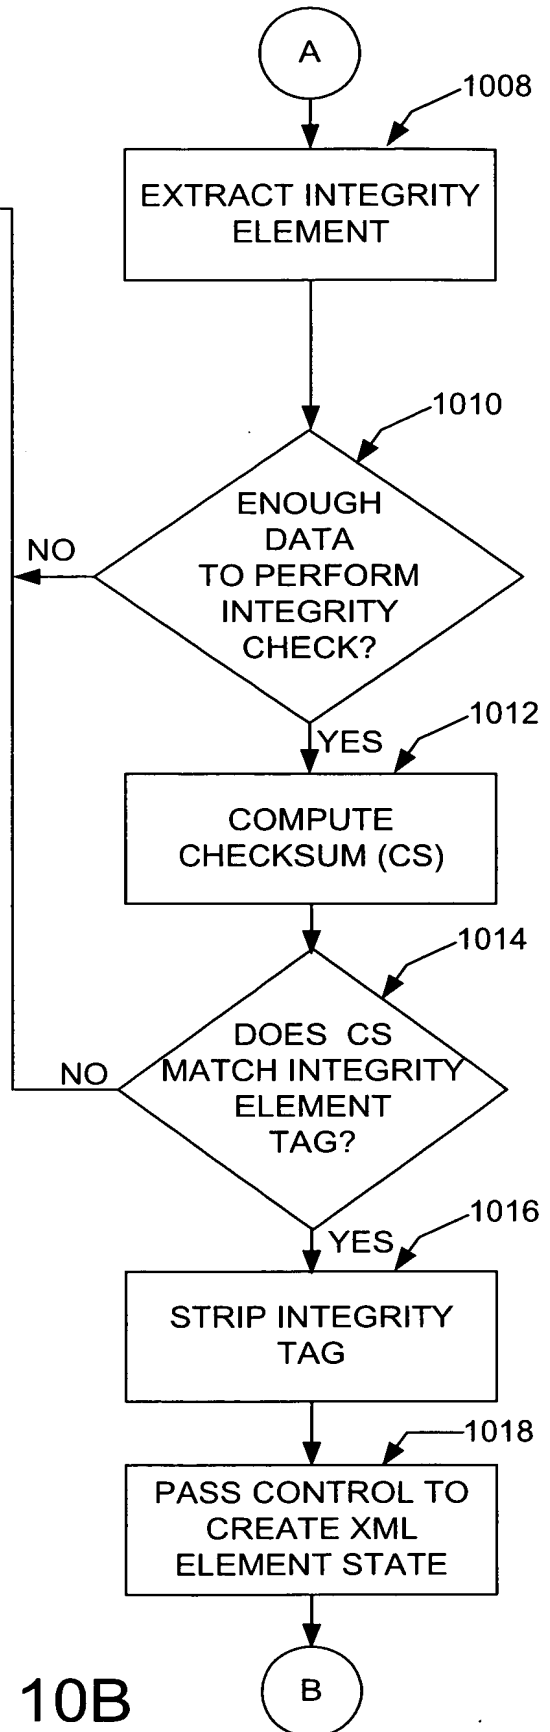 A
1008
EXTRACT INTEGRITY
ELEMENT
1010
ENOUGH
DATA
TO PERFORM
INTEGRITY
CHECK?
NO
1012
YES
COMPUTE
CHECKSUM (CS)
1014
DOES CS
MATCH INTEGRITY
ELEMENT
TAG?
NO
1016
YES
STRIP INTEGRITY
TAG
1018
PASS CONTROL TO
CREATE XML
ELEMENT STATE
B
10B